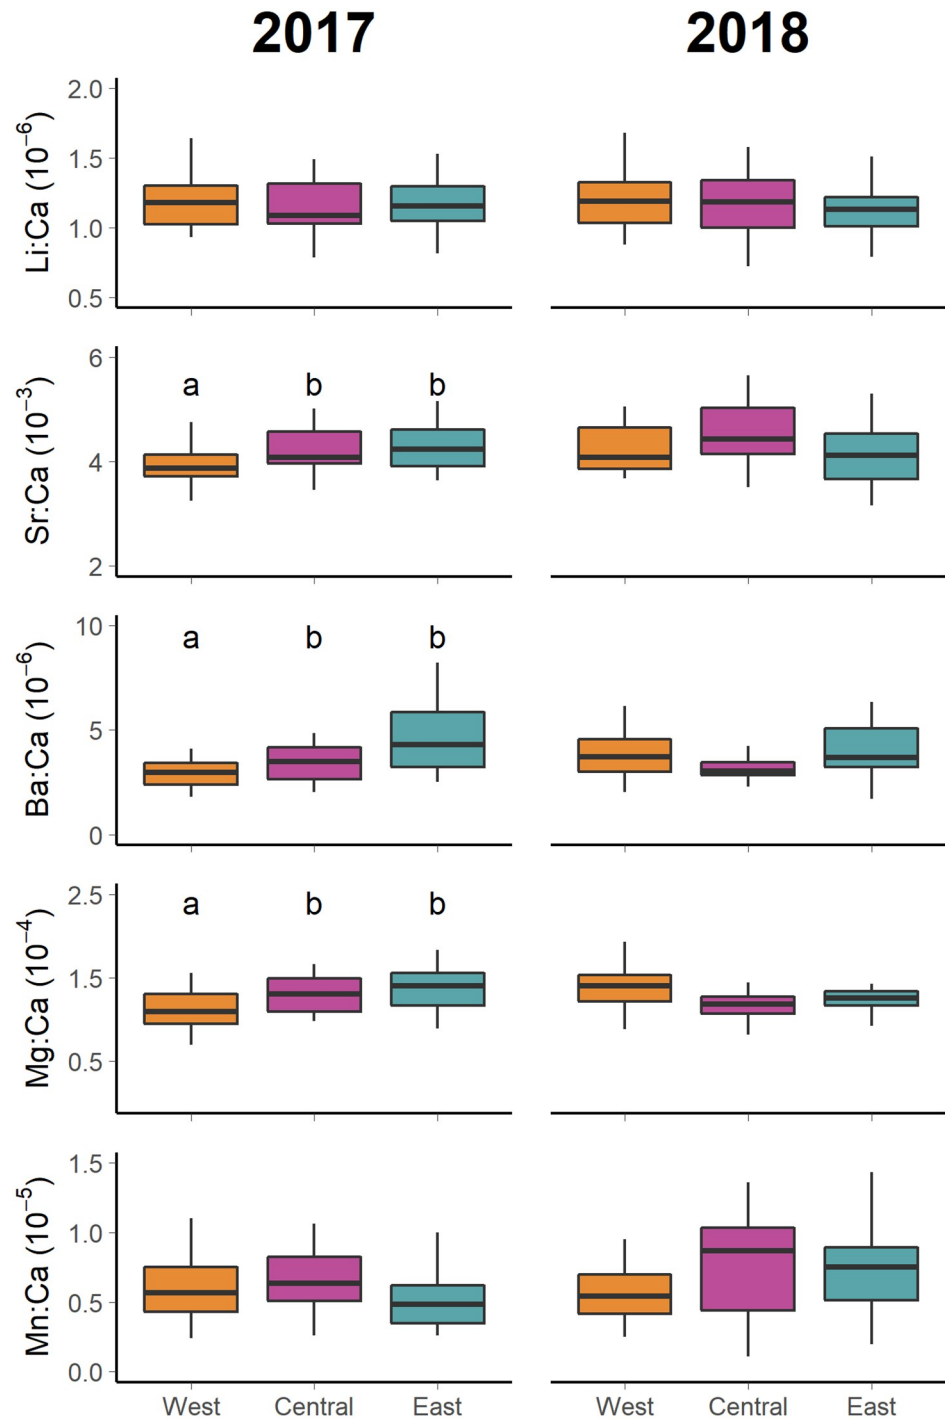 2017 2018
Li:Ca (10⁻⁶)
2.0
1.5
1.0
0.5
Sr:Ca (10⁻³)
6
4
2
a b b
Ba:Ca (10⁻⁶)
10
5
0
a b b
Mg:Ca (10⁻⁴)
2.5
1.5
0.5
a b b
Mn:Ca (10⁻⁵)
1.5
1.0
0.5
0.0
West Central East West Central East